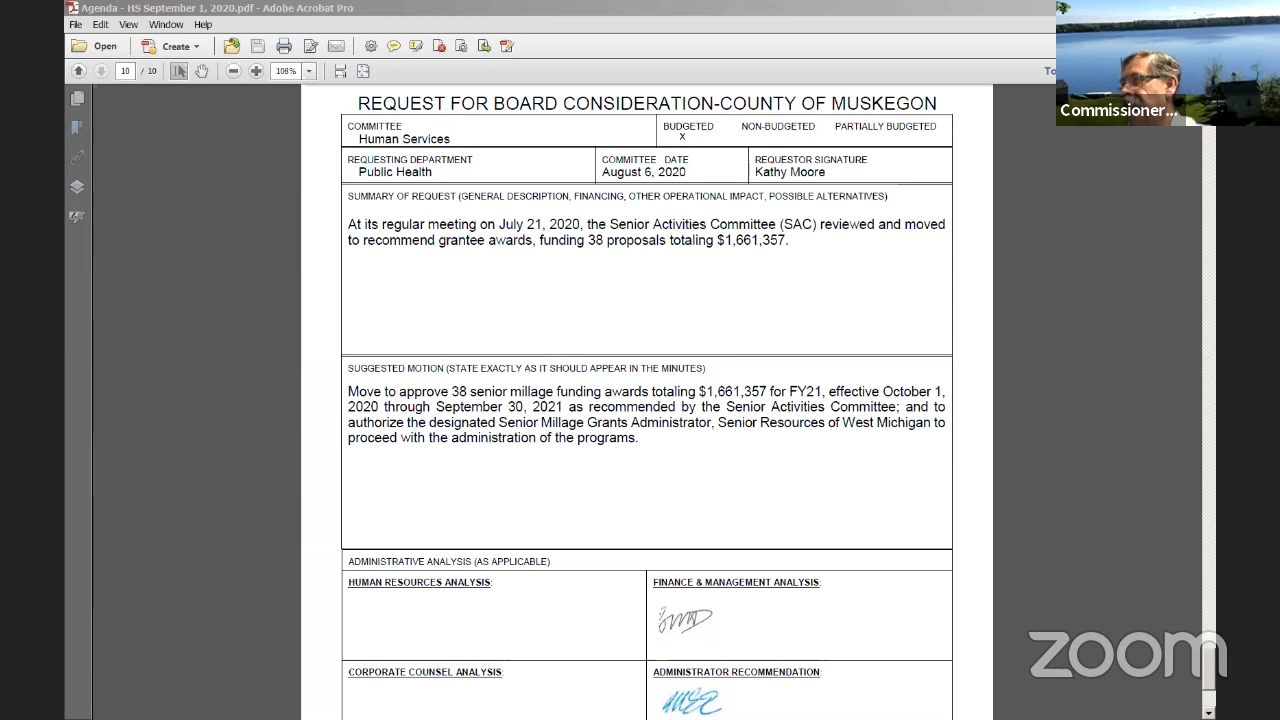 Agenda - HS September 1, 2020.pdf - Adobe Acrobat Pro
File Edit View Window Help
Open Create
10 / 10 106% To
Commissioner...
REQUEST FOR BOARD CONSIDERATION-COUNTY OF MUSKEGON
COMMITTEE BUDGETED NON-BUDGETED PARTIALLY BUDGETED
Human Services X
REQUESTING DEPARTMENT COMMITTEE DATE REQUESTOR SIGNATURE
Public Health August 6, 2020 Kathy Moore
SUMMARY OF REQUEST (GENERAL DESCRIPTION, FINANCING, OTHER OPERATIONAL IMPACT, POSSIBLE ALTERNATIVES)
At its regular meeting on July 21, 2020, the Senior Activities Committee (SAC) reviewed and moved
to recommend grantee awards, funding 38 proposals totaling $1,661,357.
SUGGESTED MOTION (STATE EXACTLY AS IT SHOULD APPEAR IN THE MINUTES)
Move to approve 38 senior millage funding awards totaling $1,661,357 for FY21, effective October 1,
2020 through September 30, 2021 as recommended by the Senior Activities Committee; and to
authorize the designated Senior Millage Grants Administrator, Senior Resources of West Michigan to
proceed with the administration of the programs.
ADMINISTRATIVE ANALYSIS (AS APPLICABLE)
HUMAN RESOURCES ANALYSIS: FINANCE & MANAGEMENT ANALYSIS:
CORPORATE COUNSEL ANALYSIS: ADMINISTRATOR RECOMMENDATION:
zoom